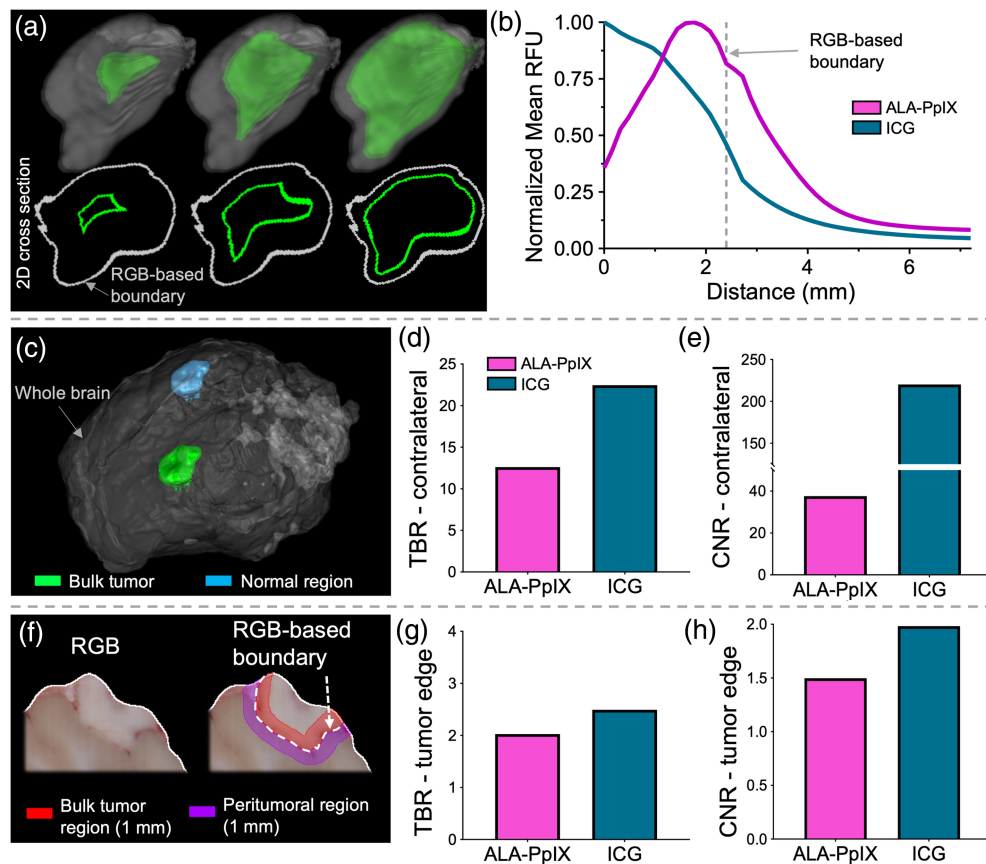 (a)
2D cross section
RGB-based
boundary
(b)
Normalized Mean RFU
1.00
0.75
0.50
0.25
0.00
0
2
4
6
Distance (mm)
RGB-based
boundary
ALA-PpIX
ICG
(c)
Whole brain
Bulk tumor
Normal region
(d)
TBR - contralateral
25
20
15
10
5
0
ALA-PpIX
ICG
ALA-PpIX
ICG
(e)
CNR - contralateral
250
200
150
40
20
0
ALA-PpIX
ICG
(f)
RGB
RGB-based
boundary
Bulk tumor
region (1 mm)
Peritumoral region
(1 mm)
(g)
TBR - tumor edge
4
3
2
1
0
ALA-PpIX
ICG
(h)
CNR - tumor edge
2.0
1.5
1.0
0.5
0.0
ALA-PpIX
ICG